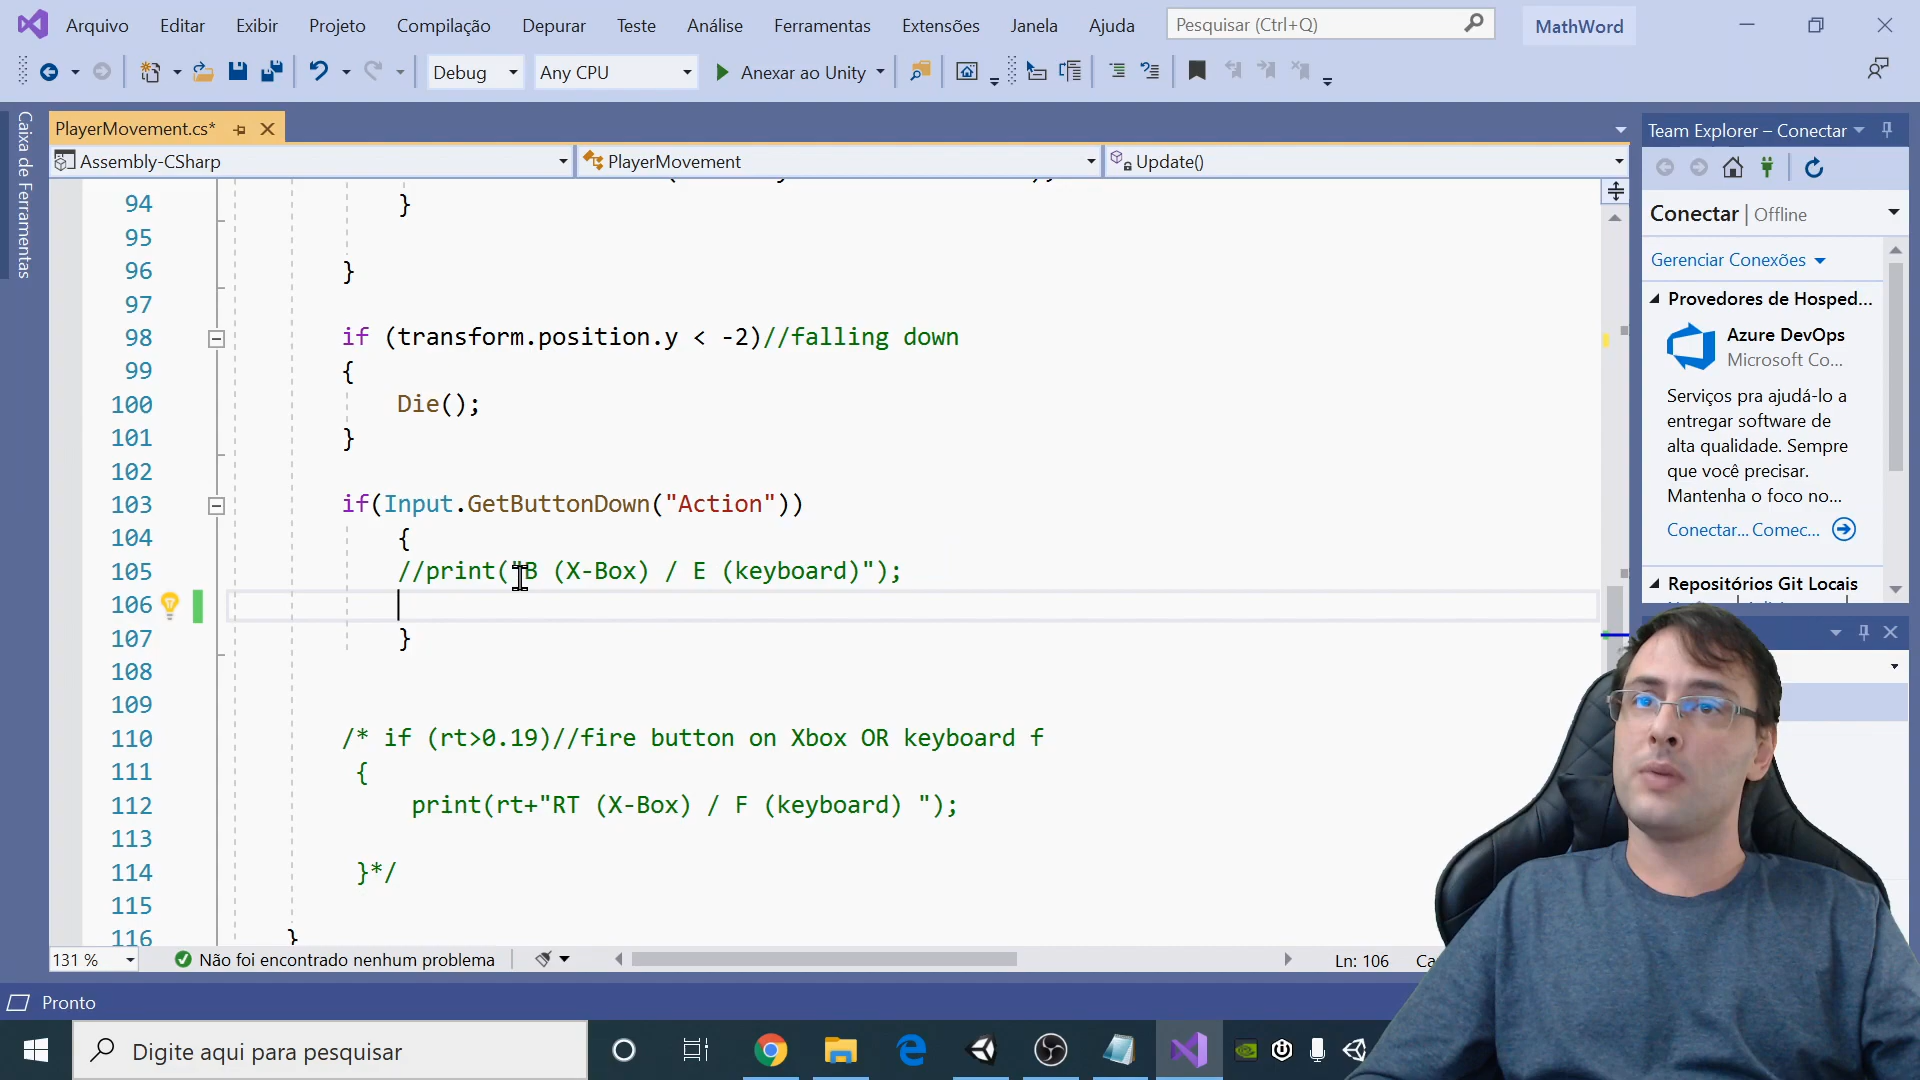 Arquivo Editar Exibir Projeto Compilação Depurar Teste Análise Ferramentas Extensões Janela Ajuda Pesquisar (Ctrl+Q) MathWord
Debug Any CPU Anexar ao Unity
PlayerMovement.cs*
Assembly-CSharp PlayerMovement Update()
Caixa de Ferramentas
94 }
95
96 }
97
98 if (transform.position.y < -2)//falling down
99 {
100 Die();
101 }
102
103 if(Input.GetButtonDown("Action"))
104 {
105 //print("B (X-Box) / E (keyboard)");
106
107 }
108
109
110 /* if (rt>0.19)//fire button on Xbox OR keyboard f
111 {
112 print(rt+"RT (X-Box) / F (keyboard) ");
113
114 }*/
115
116 }
131 % Não foi encontrado nenhum problema Ln: 106
Pronto
Team Explorer – Conectar
Conectar | Offline
Gerenciar Conexões
Provedores de Hosped...
Azure DevOps
Microsoft Co...
Serviços pra ajudá-lo a
entregar software de
alta qualidade. Sempre
que você precisar.
Mantenha o foco no...
Conectar... Comec...
Repositórios Git Locais
Digite aqui para pesquisar